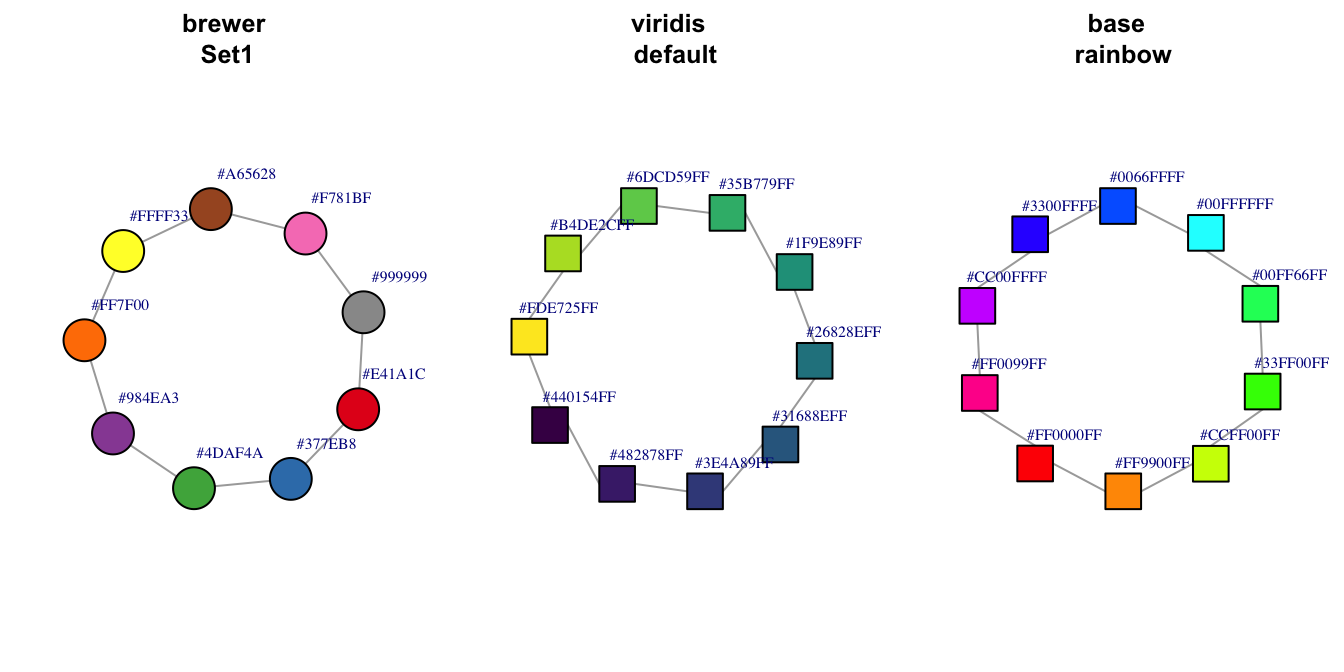 brewer
Set1
viridis
default
base
rainbow
#A65628
#F781BF
#FFFF33
#999999
#FF7F00
#E41A1C
#984EA3
#377EB8
#4DAF4A
#6DCD59FF
#35B779FF
#B4DE2CFF
#1F9E89FF
#FDE725FF
#26828EFF
#440154FF
#31688EFF
#482878FF
#3E4A89FF
#0066FFFF
#3300FFFF
#00FFFFFF
#CC00FFFF
#00FF66FF
#FF0099FF
#33FF00FF
#FF0000FF
#CCFF00FF
#FF9900FF